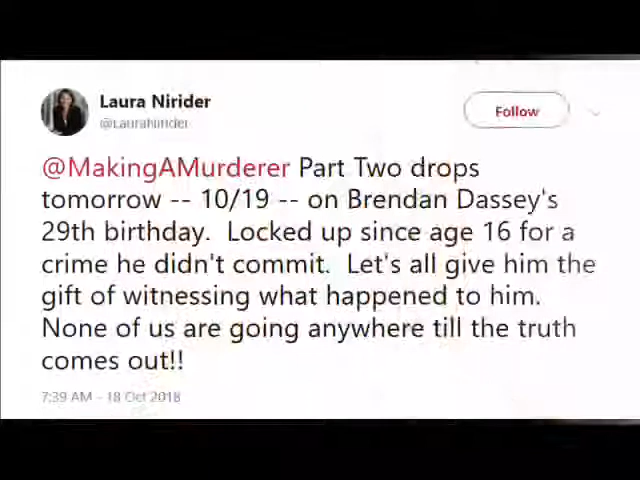 Laura Nirider
@LauraNirider
Follow
@MakingAMurderer Part Two drops
tomorrow -- 10/19 -- on Brendan Dassey's
29th birthday. Locked up since age 16 for a
crime he didn't commit. Let's all give him the
gift of witnessing what happened to him.
None of us are going anywhere till the truth
comes out!!
7:39 AM - 18 Oct 2018